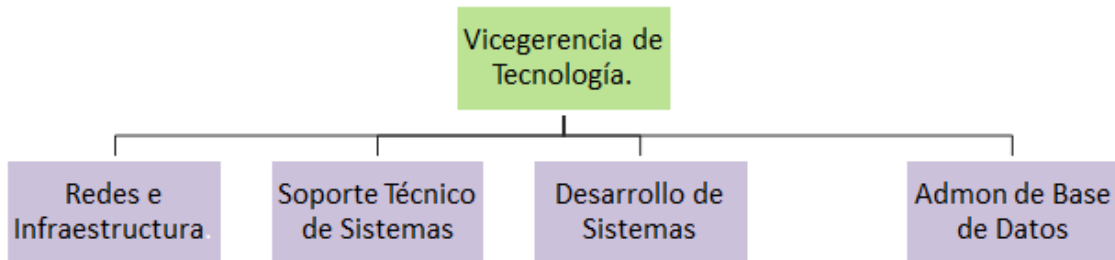 Vicegerencia de
Tecnología.
Redes e
Infraestructura.
Soporte Técnico
de Sistemas
Desarrollo de
Sistemas
Admon de Base
de Datos